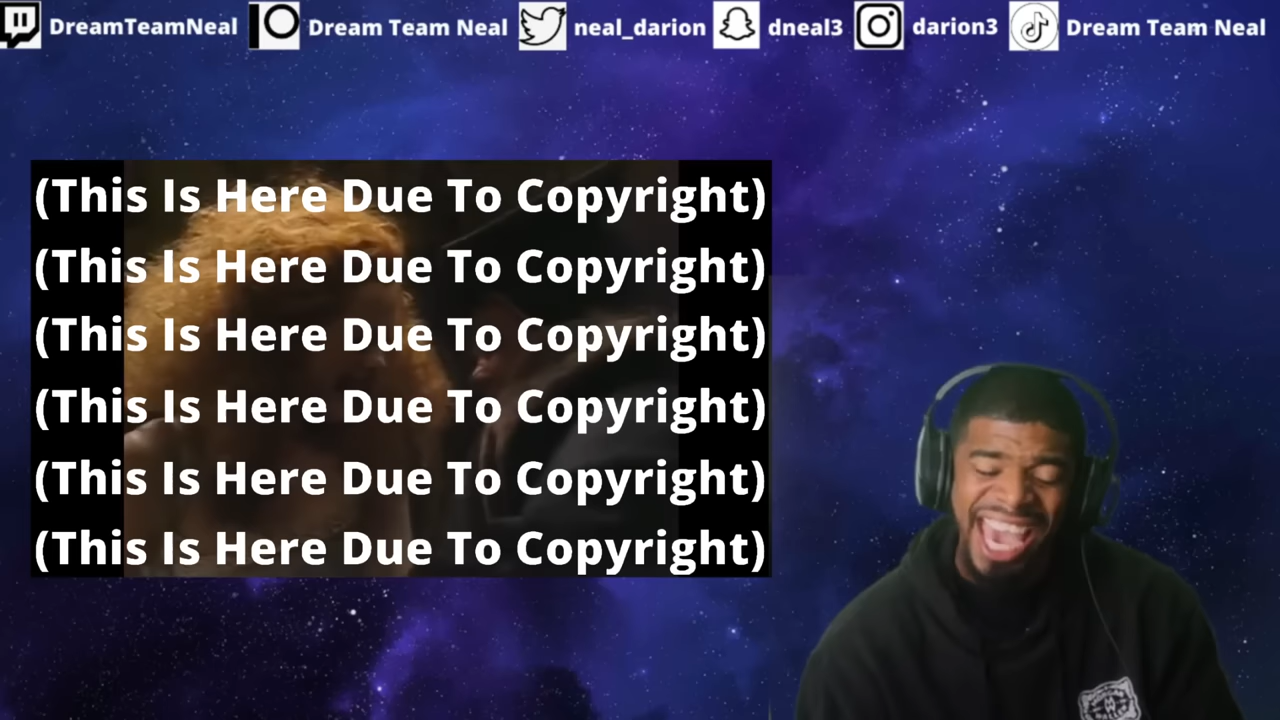 DreamTeamNeal Dream Team Neal neal_darion dneal3 darion3 Dream Team Neal
(This Is Here Due To Copyright)
(This Is Here Due To Copyright)
(This Is Here Due To Copyright)
(This Is Here Due To Copyright)
(This Is Here Due To Copyright)
(This Is Here Due To Copyright)